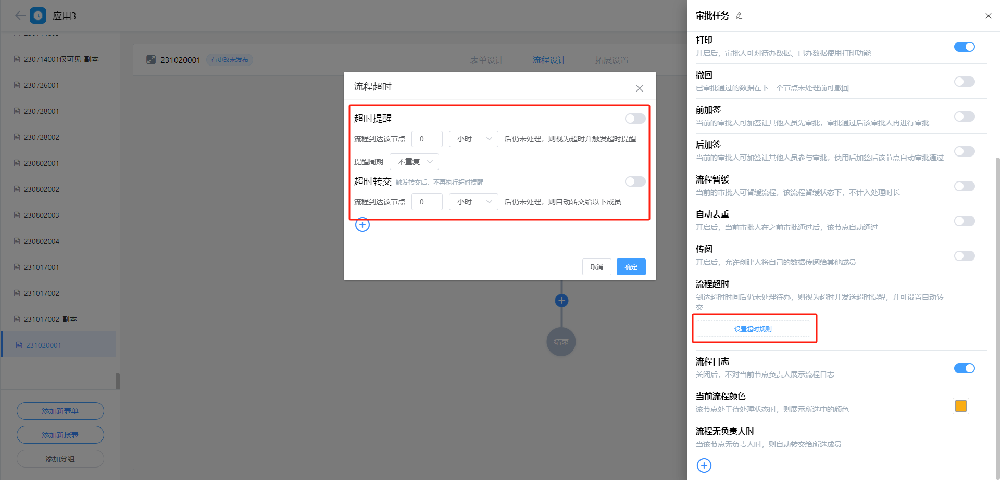 应用3
230714001仅可见-副本
230726001
230728001
230728002
230802001
230802002
230802003
230802004
231017001
231017002
231017002-副本
231020001
添加新表单
添加新报表
添加分组
231020001 有更改未发布
表单设计 流程设计 拓展设置
流程超时
超时提醒
流程到达该节点 0 小时 后仍未处理，则视为超时并触发超时提醒
提醒周期 不重复
超时转交 触发转交后，不再执行超时提醒
流程到达该节点 0 小时 后仍未处理，则自动转交给以下成员
取消 确定
结束
审批任务
打印
开启后，审批人可对待办数据、已办数据使用打印功能
撤回
已审批通过的数据在下一个节点未处理前可撤回
前加签
当前的审批人可加签让其他人员先审批，审批通过后该审批人再进行审批
后加签
当前的审批人可加签让其他人员参与审批，使用后加签后该节点自动审批通过
流程暂缓
当前的审批人可暂缓流程，该流程暂缓状态下，不计入处理时长
自动去重
开启后，当前审批人在之前审批通过后，该节点自动通过
传阅
开启后，允许创建人将自己的数据传阅给其他成员
流程超时
到达超时时间后仍未处理待办，则视为超时并发送超时提醒，并可设置自动转
交
设置超时规则
流程日志
关闭后，不对当前节点负责人展示流程日志
当前流程颜色
该节点处于待处理状态时，则展示所选中的颜色
流程无负责人时
当该节点无负责人时，则自动转交给所选成员